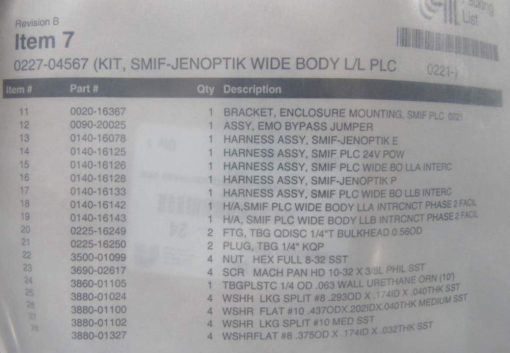 Packing
List
Revision B
Item 7
0227-04567 (KIT, SMIF-JENOPTIK WIDE BODY L/L PLC 0221-
Item # Part # Qty Description
11 0020-16367 1 BRACKET, ENCLOSURE MOUNTING, SMIF PLC 0021
12 0090-20025 1 ASSY, EMO BYPASS JUMPER
13 0140-16078 1 HARNESS ASSY, SMIF-JENOPTIK E
14 0140-16125 1 HARNESS ASSY, SMIF PLC 24V POW
15 0140-16126 1 HARNESS ASSY, SMIF PLC WIDE BO LLA INTERC
16 0140-16128 1 HARNESS ASSY, SMIF-JENOPTIK P
17 0140-16133 1 HARNESS ASSY, SMIF PLC WIDE BO LLB INTERC
18 0140-16142 1 H/A,SMIF PLC WIDE BODY LLA INTRCNCT PHASE 2 FACIL
19 0140-16143 1 H/A, SMIF PLC WIDE BODY LLB INTRCNCT PHASE 2 FACIL
20 0225-16249 2 FTG, TBG QDISC 1/4"T BULKHEAD 0.56OD
21 0225-16250 2 PLUG, TBG 1/4" KQP
22 3500-01099 4 NUT HEX FULL 8-32 SST
23 3690-02617 4 SCR MACH PAN HD 10-32 X 3/8L PHIL SST
24 3860-01105 1 TBGPLSTC 1/4 OD .063 WALL URETHANE ORN (10')
25 3880-01024 4 WSHR LKG SPLIT #8 .293OD X .174ID X .040THK SST
3880-01100 4 WSHR FLAT #10 .437ODX.202IDX.040THK MEDIUM SST
3880-01102 4 WSHR LKG SPLIT #10 MED SST
3880-01327 4 WSHRFLAT #8 .375OD X .174ID X .032THK SST